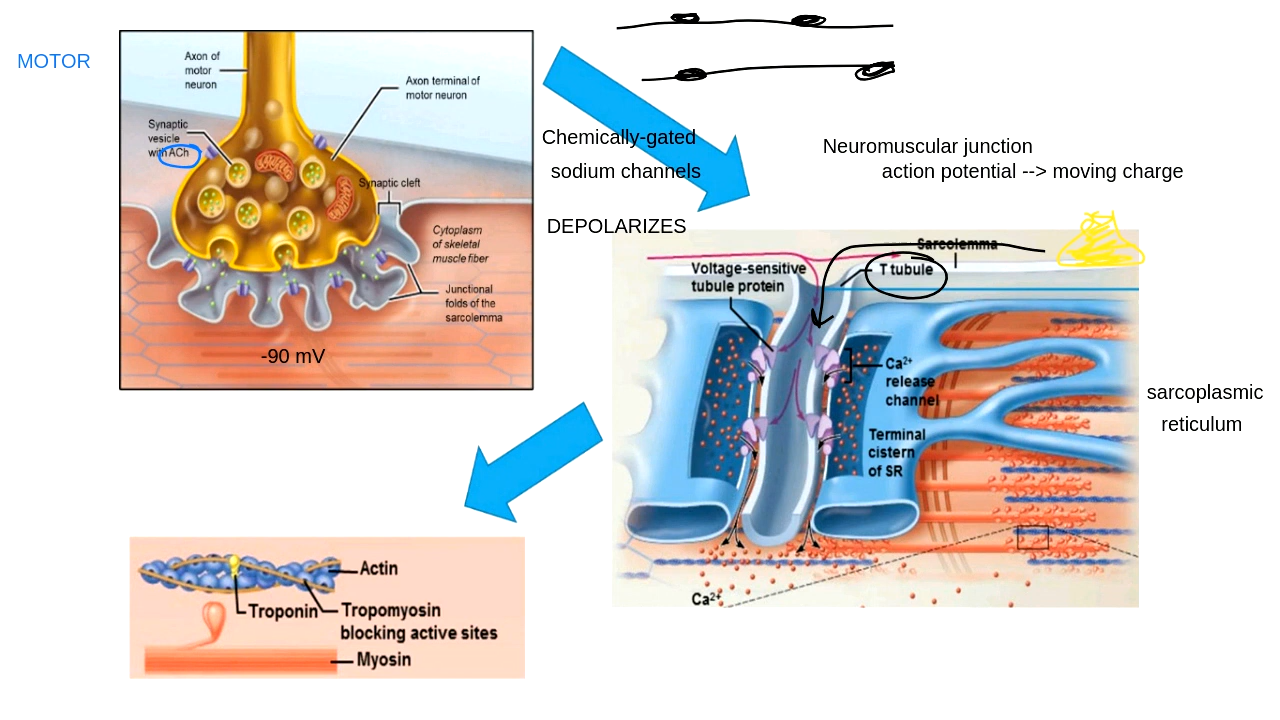 MOTOR
Axon of
motor
neuron
Axon terminal of
motor neuron
Synaptic
vesicle
with ACh
Synaptic cleft
Cytoplasm
of skeletal
muscle fiber
Junctional
folds of the
sarcolemma
-90 mV
Chemically-gated
sodium channels
DEPOLARIZES
Neuromuscular junction
action potential --> moving charge
Sarcolemma
Voltage-sensitive
tubule protein
T tubule
Ca2+
release
channel
Terminal
cistern
of SR
Ca2+
sarcoplasmic
reticulum
Actin
Troponin
Tropomyosin
blocking active sites
Myosin